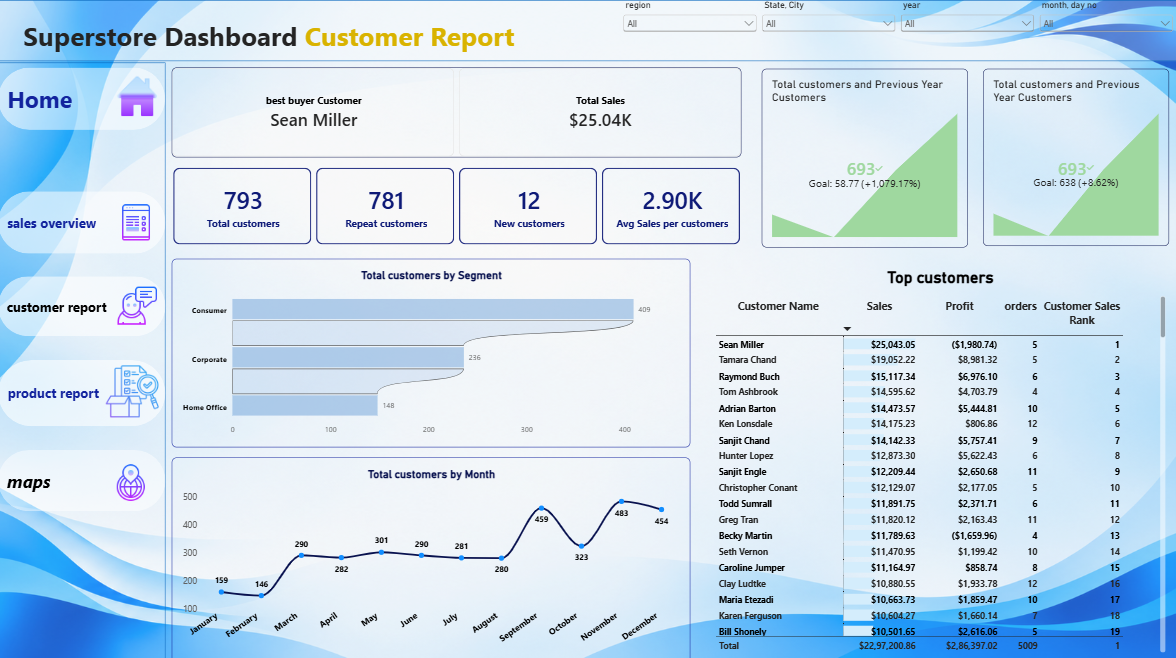 region
State, City
year
month, day no
All
All
All
All
Superstore Dashboard Customer Report
Home
sales overview
customer report
product report
maps
best buyer Customer
Sean Miller
Total Sales
$25.04K
793
Total customers
781
Repeat customers
12
New customers
2.90K
Avg Sales per customers
Total customers and Previous Year
Customers
693
Goal: 58.77 (+1,079.17%)
Total customers and Previous
Year Customers
693
Goal: 638 (+8.62%)
Total customers by Segment
Consumer
409
Corporate
236
Home Office
148
0
100
200
300
400
Total customers by Month
500
400
300
200
100
159
146
290
282
301
290
281
280
459
323
483
454
January
February
March
April
May
June
July
August
September
October
November
December
Top customers
Customer Name Sales Profit orders Customer Sales
Rank
Sean Miller $25,043.05 ($1,980.74) 5 1
Tamara Chand $19,052.22 $8,981.32 5 2
Raymond Buch $15,117.34 $6,976.10 6 3
Tom Ashbrook $14,595.62 $4,703.79 4 4
Adrian Barton $14,473.57 $5,444.81 10 5
Ken Lonsdale $14,175.23 $806.86 12 6
Sanjit Chand $14,142.33 $5,757.41 9 7
Hunter Lopez $12,873.30 $5,622.43 6 8
Sanjit Engle $12,209.44 $2,650.68 11 9
Christopher Conant $12,129.07 $2,177.05 5 10
Todd Sumrall $11,891.75 $2,371.71 6 11
Greg Tran $11,820.12 $2,163.43 11 12
Becky Martin $11,789.63 ($1,659.96) 4 13
Seth Vernon $11,470.95 $1,199.42 10 14
Caroline Jumper $11,164.97 $858.74 8 15
Clay Ludtke $10,880.55 $1,933.78 12 16
Maria Etezadi $10,663.73 $1,859.47 10 17
Karen Ferguson $10,604.27 $1,660.14 7 18
Bill Shonely $10,501.65 $2,616.06 5 19
Total $22,97,200.86 $2,86,397.02 5009 1